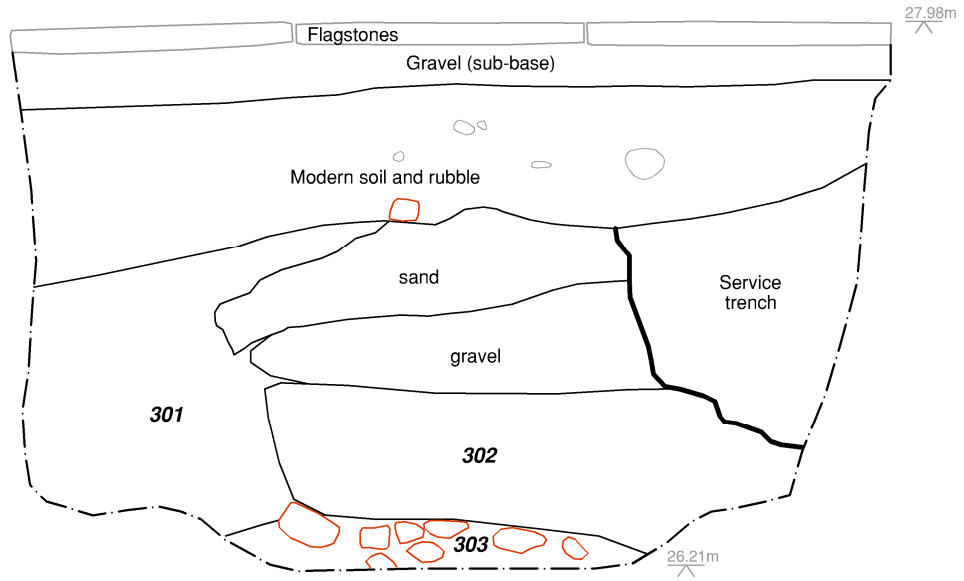 27.98m
Flagstones
Gravel (sub-base)
Modern soil and rubble
sand
Service
trench
gravel
301
302
303
26.21m